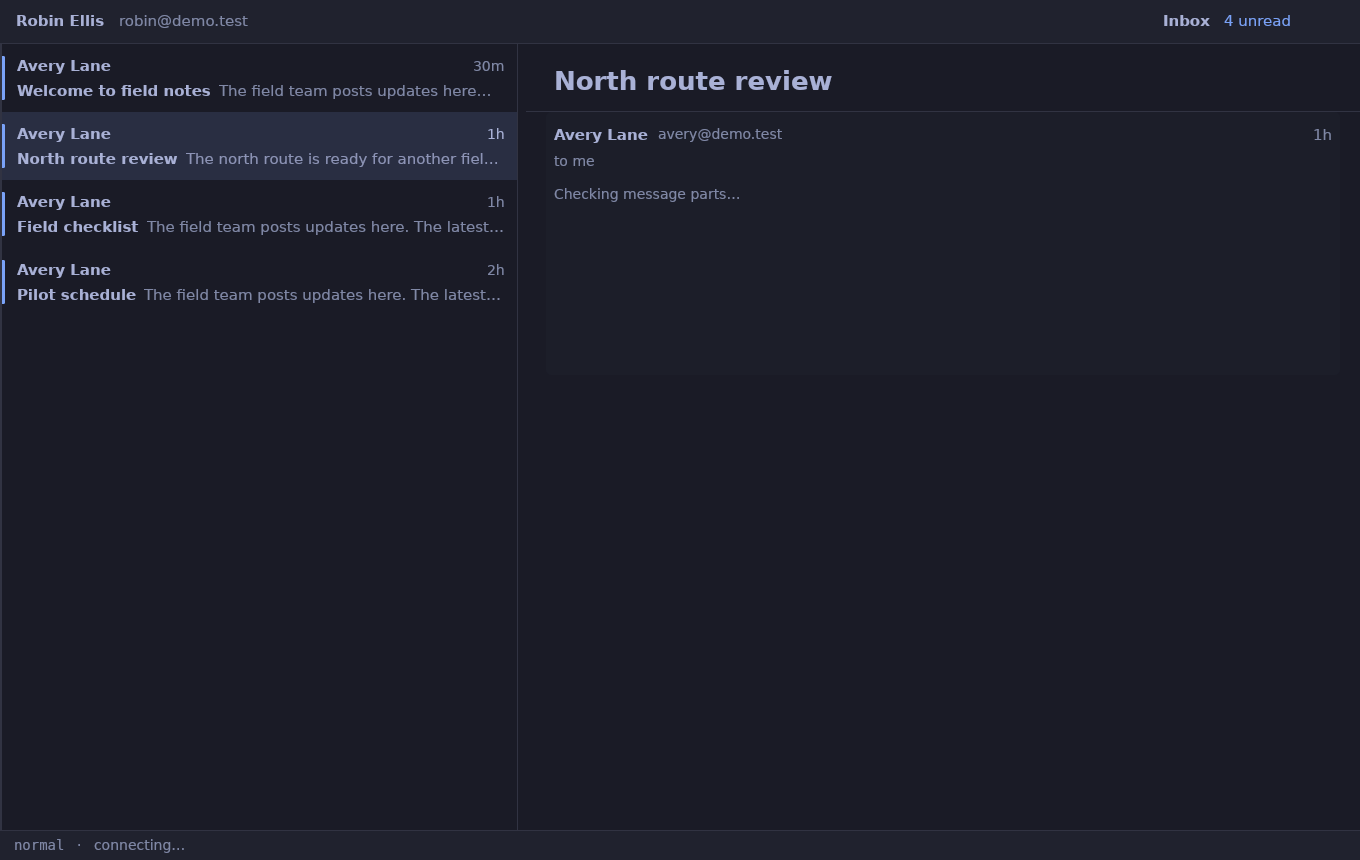 Robin Ellis robin@demo.test Inbox 4 unread
Avery Lane 30m
Welcome to field notes The field team posts updates here…
Avery Lane 1h
North route review The north route is ready for another fiel…
Avery Lane 1h
Field checklist The field team posts updates here. The latest…
Avery Lane 2h
Pilot schedule The field team posts updates here. The latest…
North route review
Avery Lane avery@demo.test 1h
to me
Checking message parts…
normal · connecting…